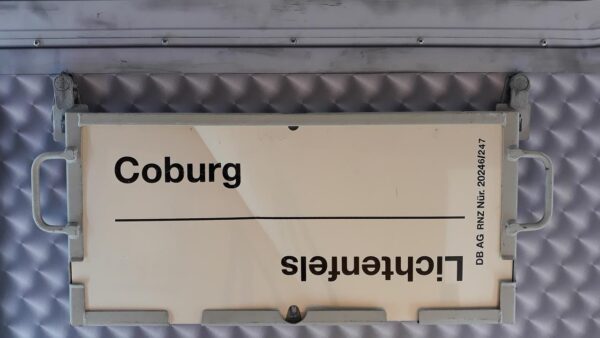 Coburg
Lichtenfels
DB AG RNZ Nür. 20246/247